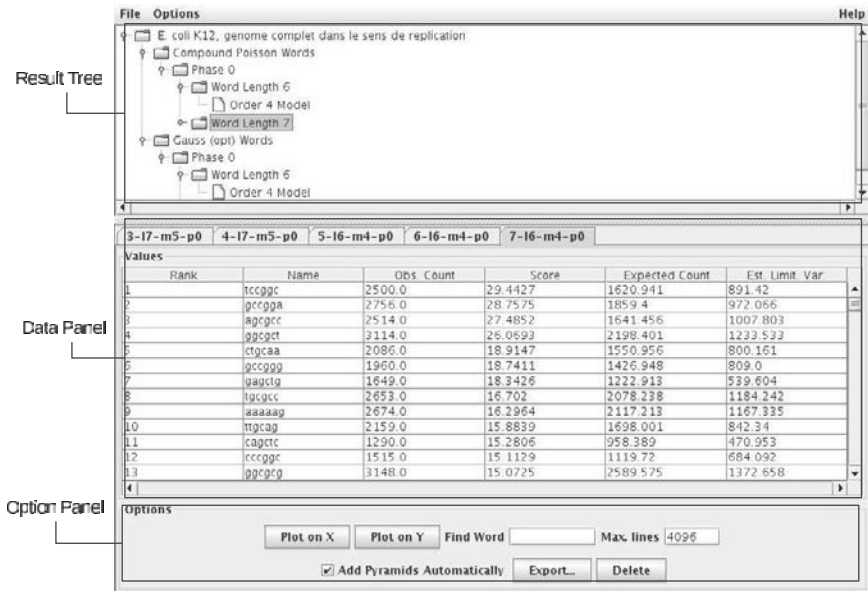 File Options Help
E. coli K12, genome complet dans le sens de replication
Compound Poisson Words
Phase 0
Word Length 6
Order 4 Model
Word Length 7
Gauss (opt) Words
Phase 0
Word Length 6
Order 4 Model
Result Tree
3-l7-m5-p0 4-l7-m5-p0 5-l6-m4-p0 6-l6-m4-p0 7-l6-m4-p0
Values
Rank Name Obs. Count Score Expected Count Est. Limit. Var.
1 tccggc 2500.0 29.4427 1620.941 891.42
2 gccgga 2756.0 28.7575 1859.4 972.066
3 agcgcc 2514.0 27.4852 1641.456 1007.803
4 ggcgct 3114.0 26.0693 2198.401 1233.533
5 ctgcaa 2086.0 18.9147 1550.956 800.161
6 gccggg 1960.0 18.7411 1426.948 809.0
7 gagctg 1649.0 18.3426 1222.913 539.604
8 tgcgcc 2653.0 16.702 2078.238 1184.242
9 aaaaag 2674.0 16.2964 2117.213 1167.335
10 ttgcag 2159.0 15.8839 1698.001 842.34
11 cagctc 1290.0 15.2806 958.389 470.953
12 cccggc 1515.0 15.1129 1119.72 684.092
13 ggcgcg 3148.0 15.0725 2589.575 1372.658
Data Panel
Option Panel
Options
Plot on X Plot on Y Find Word Max. lines 4096
Add Pyramids Automatically Export... Delete